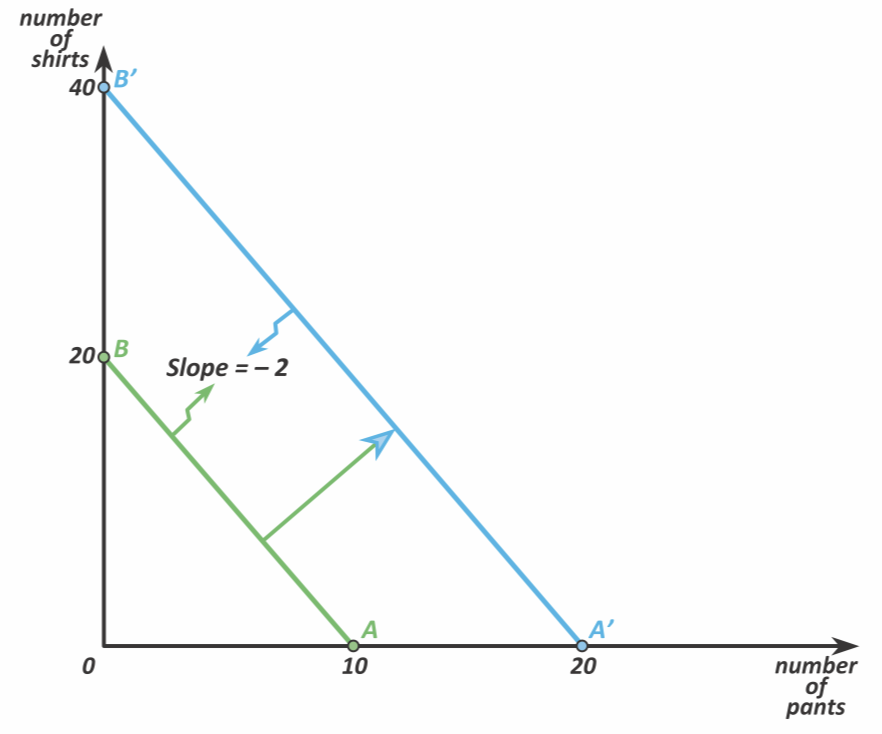 number
of
shirts
40
B′
20
B
Slope = – 2
A
A′
0
10
20
number
of
pants